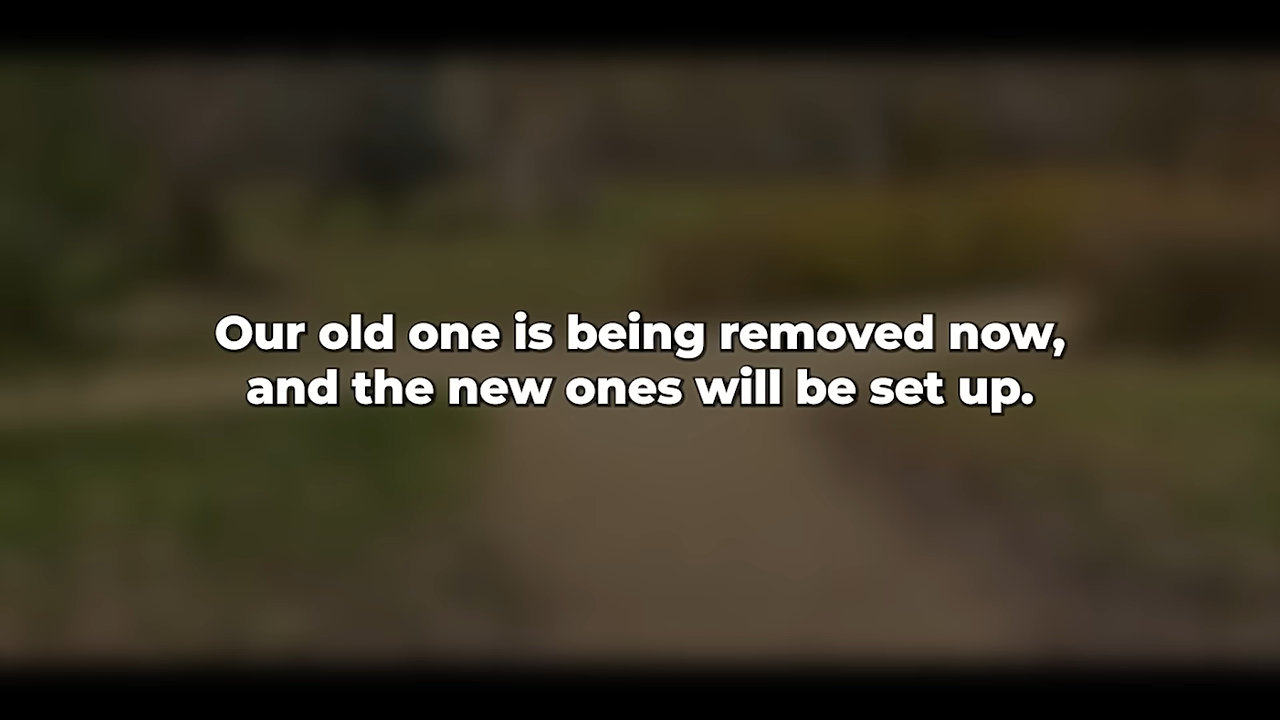 Our old one is being removed now,
and the new ones will be set up.